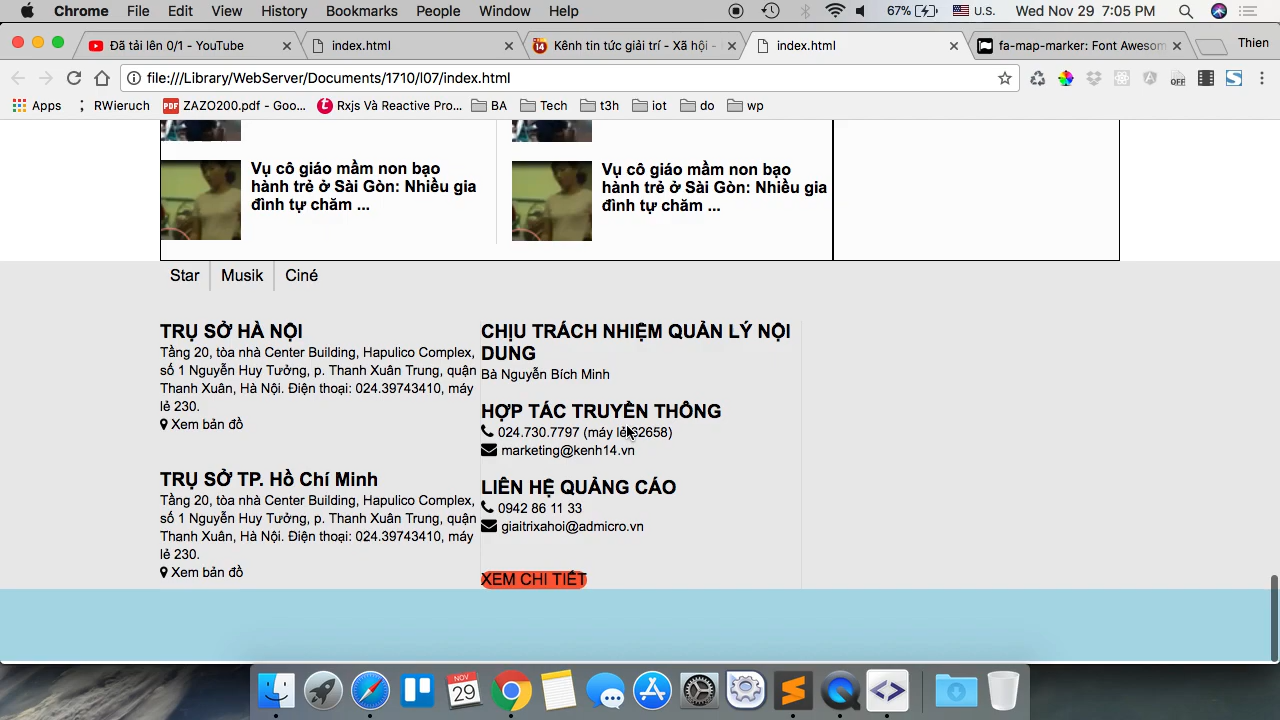 Chrome File Edit View History Bookmarks People Window Help 67% U.S. Wed Nov 29 7:05 PM
Đã tải lên 0/1 - YouTube
index.html
Kênh tin tức giải trí - Xã hội -
index.html
fa-map-marker: Font Awesom
Thien
file:///Library/WebServer/Documents/1710/l07/index.html
OFF
Apps RWieruch ZAZO200.pdf - Goo... Rxjs Và Reactive Pro... BA Tech t3h iot do wp
Vụ cô giáo mầm non bạo
hành trẻ ở Sài Gòn: Nhiều gia
đình tự chăm ...
Vụ cô giáo mầm non bạo
hành trẻ ở Sài Gòn: Nhiều gia
đình tự chăm ...
Star Musik Ciné
TRỤ SỞ HÀ NỘI
Tầng 20, tòa nhà Center Building, Hapulico Complex,
số 1 Nguyễn Huy Tưởng, p. Thanh Xuân Trung, quận
Thanh Xuân, Hà Nội. Điện thoại: 024.39743410, máy
lẻ 230.
Xem bản đồ
TRỤ SỞ TP. Hồ Chí Minh
Tầng 20, tòa nhà Center Building, Hapulico Complex,
số 1 Nguyễn Huy Tưởng, p. Thanh Xuân Trung, quận
Thanh Xuân, Hà Nội. Điện thoại: 024.39743410, máy
lẻ 230.
Xem bản đồ
CHỊU TRÁCH NHIỆM QUẢN LÝ NỘI
DUNG
Bà Nguyễn Bích Minh
HỢP TÁC TRUYỀN THÔNG
024.730.7797 (máy lẻ 62658)
marketing@kenh14.vn
LIÊN HỆ QUẢNG CÁO
0942 86 11 33
giaitrixahoi@admicro.vn
XEM CHI TIẾT
NOV
29